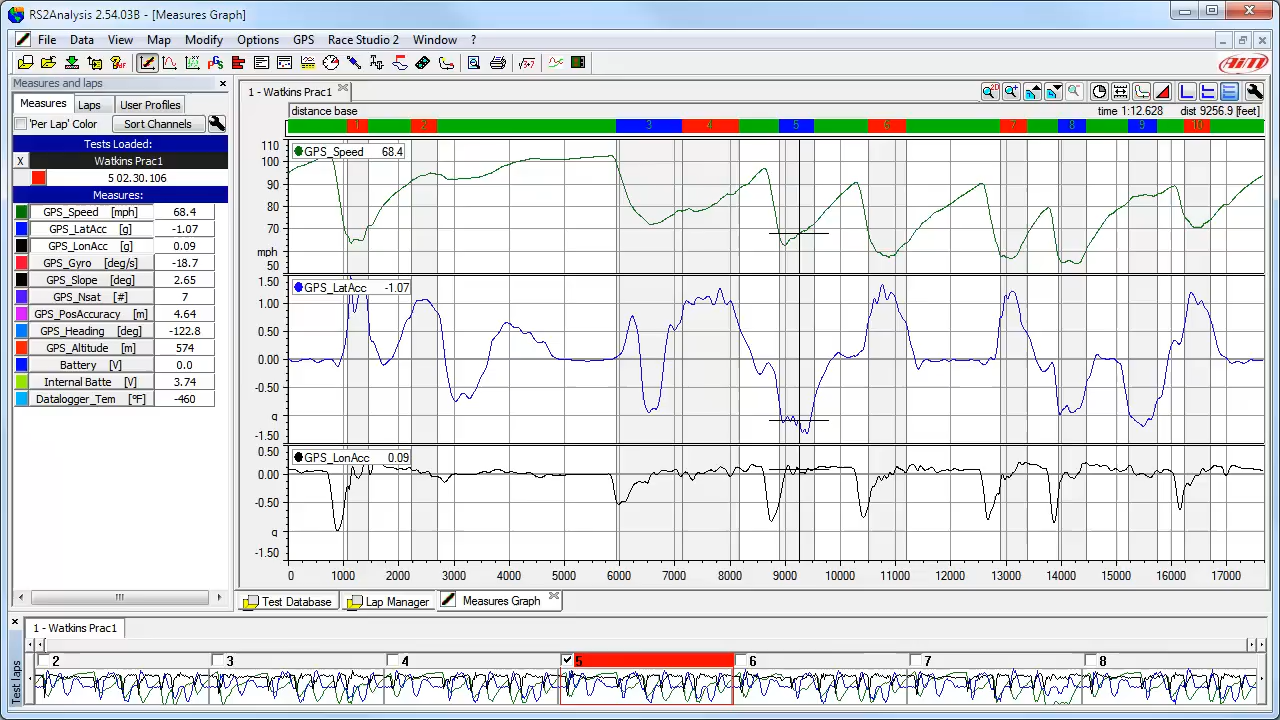 RS2Analysis 2.54.03B - [Measures Graph]
File Data View Map Modify Options GPS Race Studio 2 Window ?
Measures and laps
AiM
Measures Laps User Profiles
1 - Watkins Prac1
'Per Lap' Color Sort Channels
distance base time 1:12.628 dist 9256.9 [feet]
1 2 3 4 5 6 7 8 9 10
Tests Loaded:
X Watkins Prac1
5 02.30.106
Measures:
GPS_Speed [mph] 68.4
GPS_LatAcc [g] -1.07
GPS_LonAcc [g] 0.09
GPS_Gyro [deg/s] -18.7
GPS_Slope [deg] 2.65
GPS_Nsat [#] 7
GPS_PosAccuracy [m] 4.64
GPS_Heading [deg] -122.8
GPS_Altitude [m] 574
Battery [V] 0.0
Internal Batte [V] 3.74
Datalogger_Tem [°F] -460
GPS_Speed 68.4
110
100
90
80
70
mph
50
GPS_LatAcc -1.07
1.50
1.00
0.50
0.00
-0.50
g
-1.50
GPS_LonAcc 0.09
0.50
0.00
-0.50
g
-1.50
0 1000 2000 3000 4000 5000 6000 7000 8000 9000 10000 11000 12000 13000 14000 15000 16000 17000
Test Database Lap Manager Measures Graph
1 - Watkins Prac1
Test laps
2 3 4 5 6 7 8